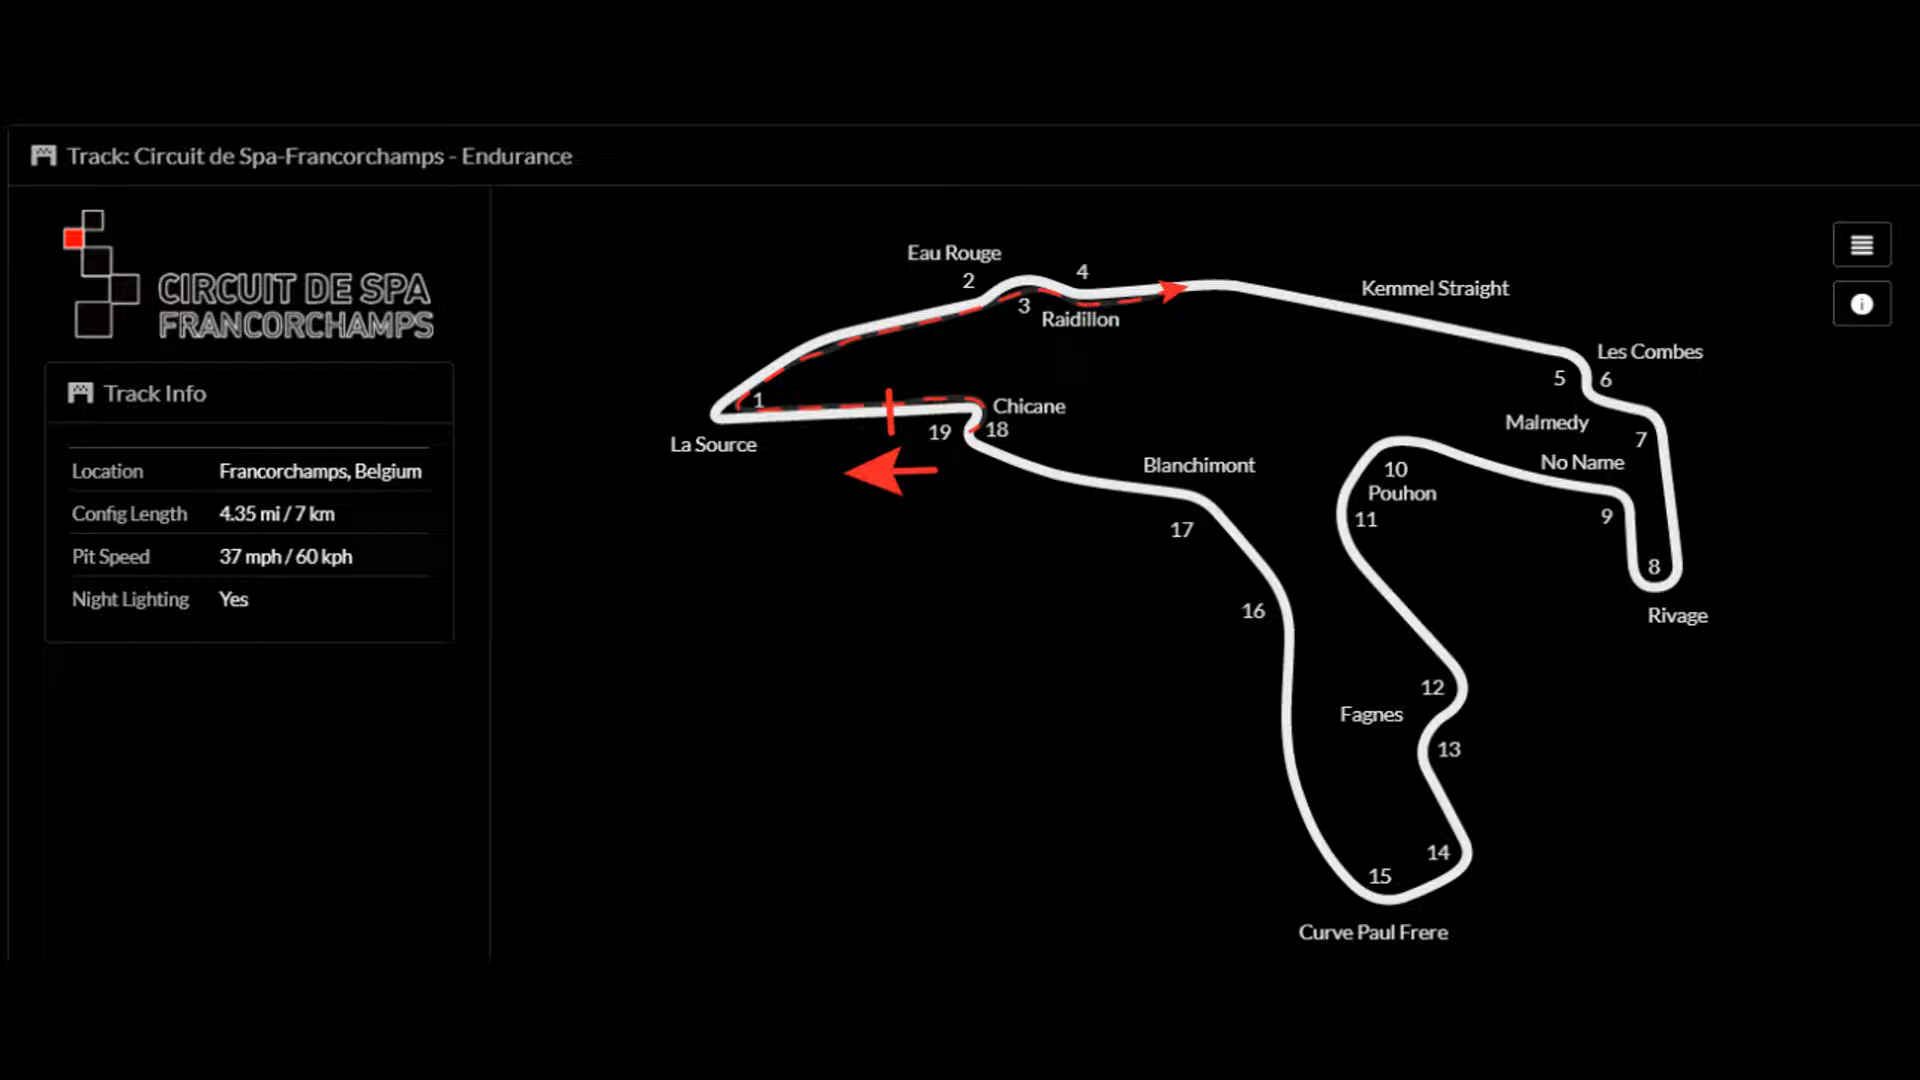 Track: Circuit de Spa-Francorchamps - Endurance
CIRCUIT DE SPA
FRANCORCHAMPS
Track Info
Location Francorchamps, Belgium
Config Length 4.35 mi / 7 km
Pit Speed 37 mph / 60 kph
Night Lighting Yes
Eau Rouge
2
4
3
Raidillon
Kemmel Straight
Les Combes
5
6
1
La Source
Chicane
19
18
Malmedy
7
No Name
Blanchimont
10
Pouhon
11
9
17
8
16
Rivage
12
Fagnes
13
14
15
Curve Paul Frere